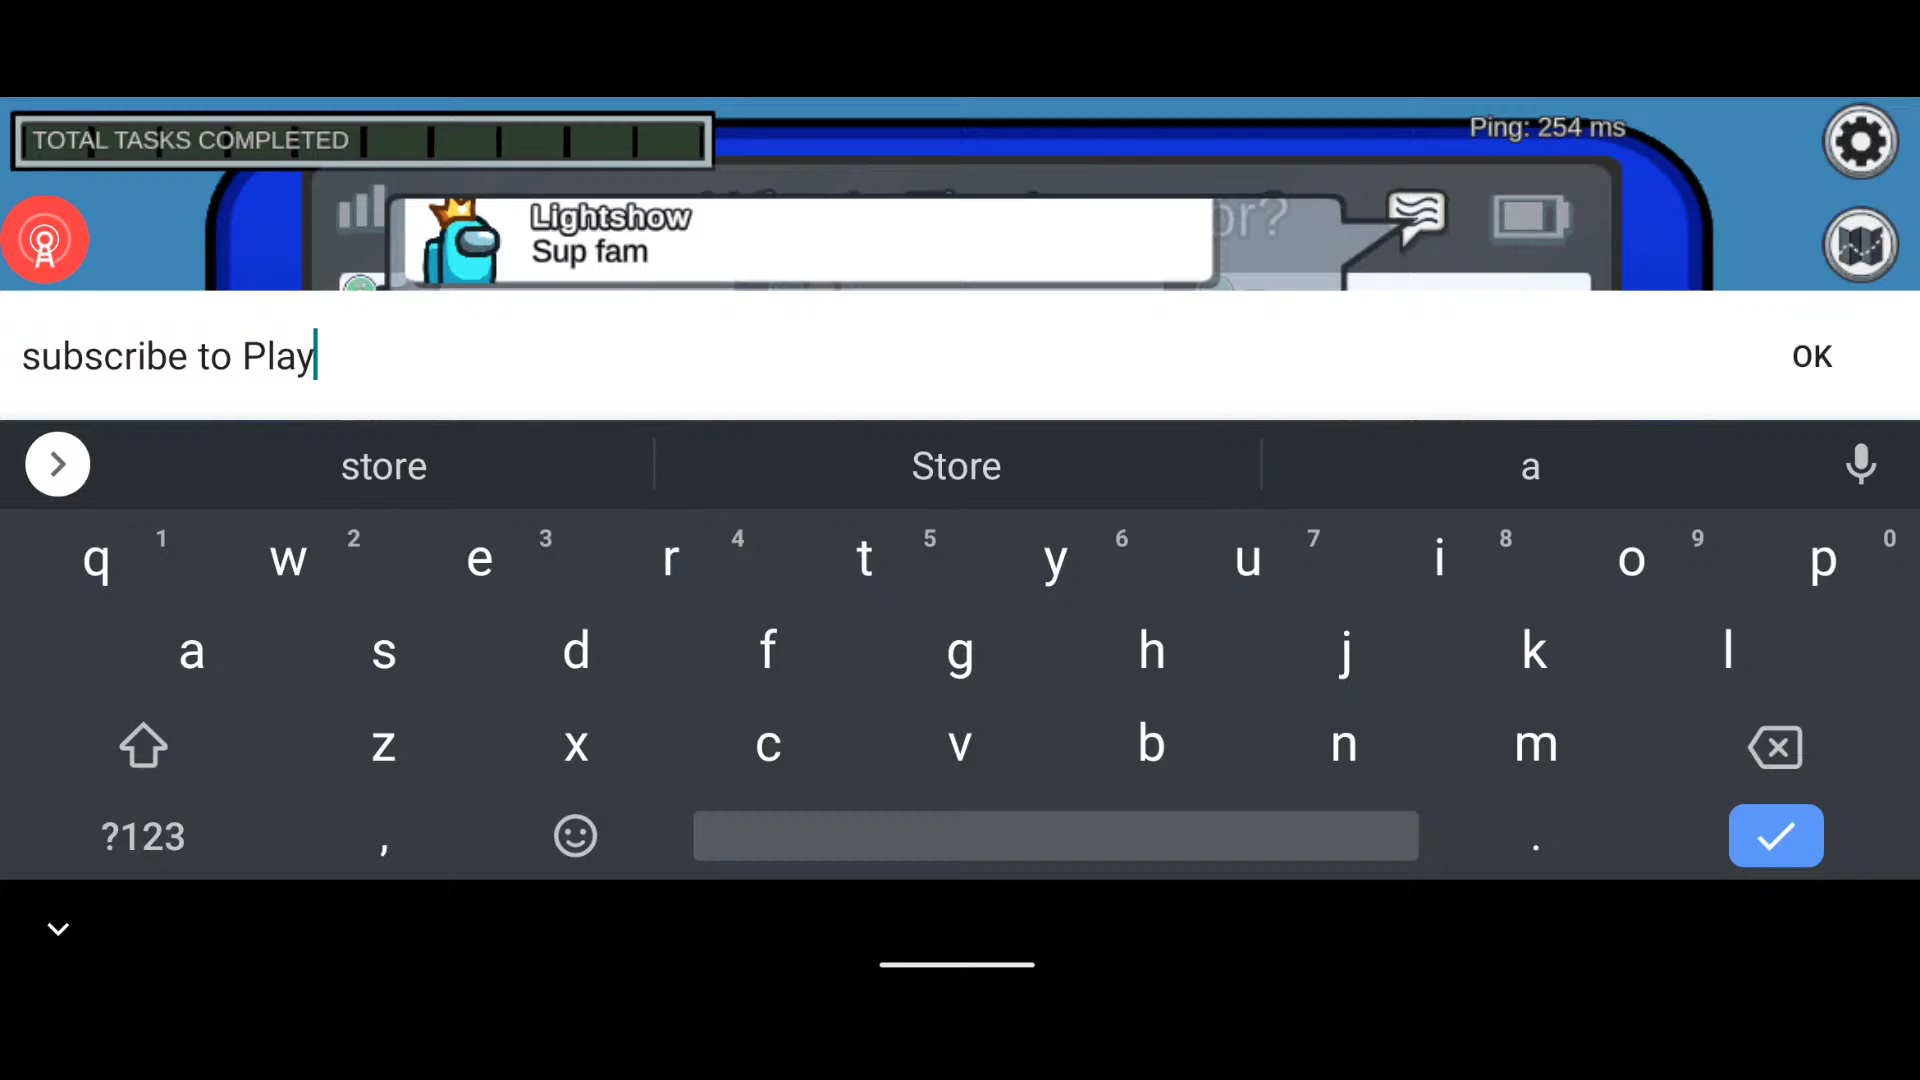 TOTAL TASKS COMPLETED
Ping: 254 ms
Lightshow
Sup fam
or?
subscribe to Play
OK
store Store a
q 1 w 2 e 3 r 4 t 5 y 6 u 7 i 8 o 9 p 0
a s d f g h j k l
z x c v b n m
?123 , .